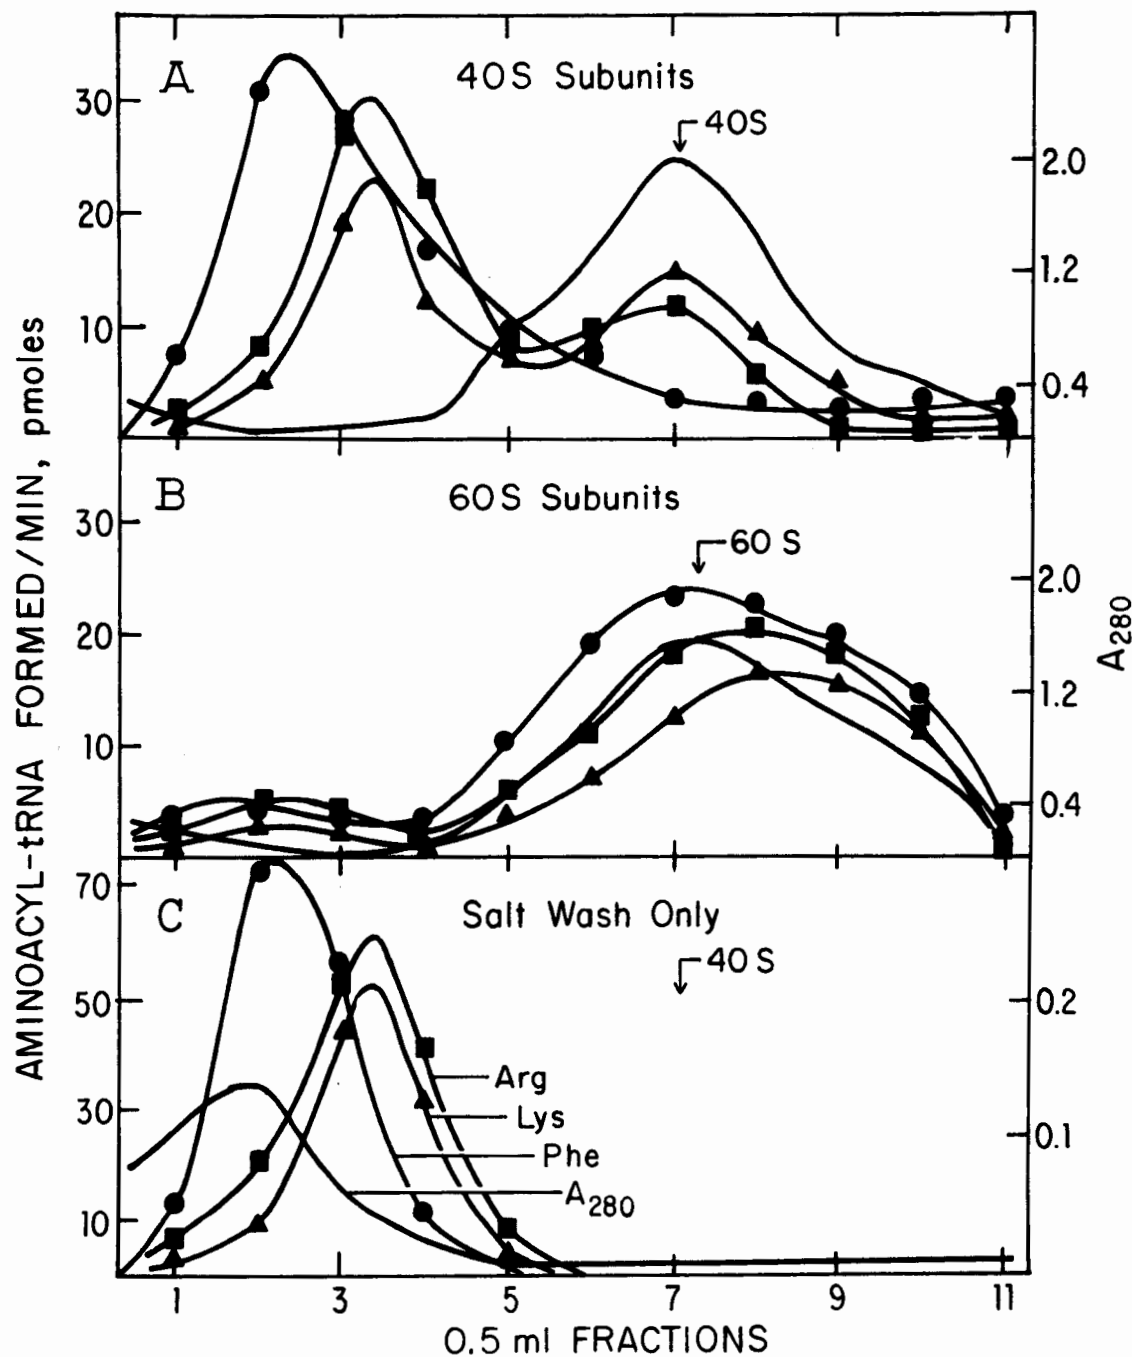 AMINOACYL-tRNA FORMED/MIN, pmoles
A
40S Subunits
40S
30
20
10
2.0
1.2
0.4
B
60S Subunits
60 S
30
20
10
2.0
1.2
0.4
A280
C
Salt Wash Only
40 S
70
50
30
10
0.2
0.1
Arg
Lys
Phe
A280
1 3 5 7 9 11
0.5 ml FRACTIONS